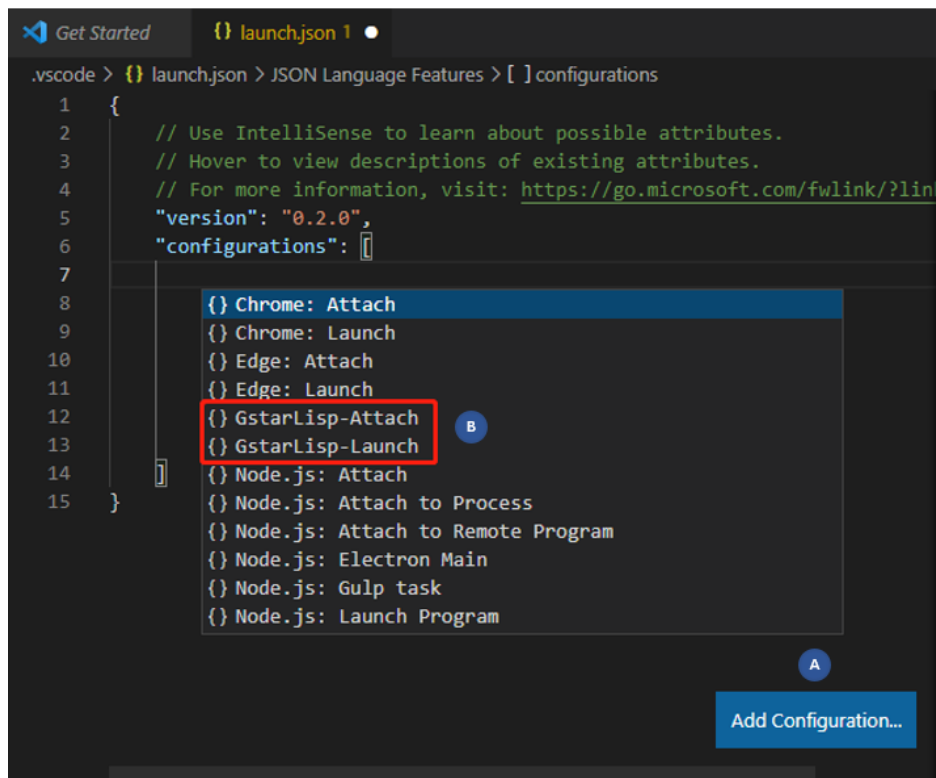 Get Started {} launch.json 1 ●
.vscode > {} launch.json > JSON Language Features > [ ] configurations
1 {
2 // Use IntelliSense to learn about possible attributes.
3 // Hover to view descriptions of existing attributes.
4 // For more information, visit: https://go.microsoft.com/fwlink/?lin
5 "version": "0.2.0",
6 "configurations": [
7
8 {} Chrome: Attach
9 {} Chrome: Launch
10 {} Edge: Attach
11 {} Edge: Launch
12 {} GstarLisp-Attach B
13 {} GstarLisp-Launch
14 ] {} Node.js: Attach
15 } {} Node.js: Attach to Process
{} Node.js: Attach to Remote Program
{} Node.js: Electron Main
{} Node.js: Gulp task
{} Node.js: Launch Program
A
Add Configuration...